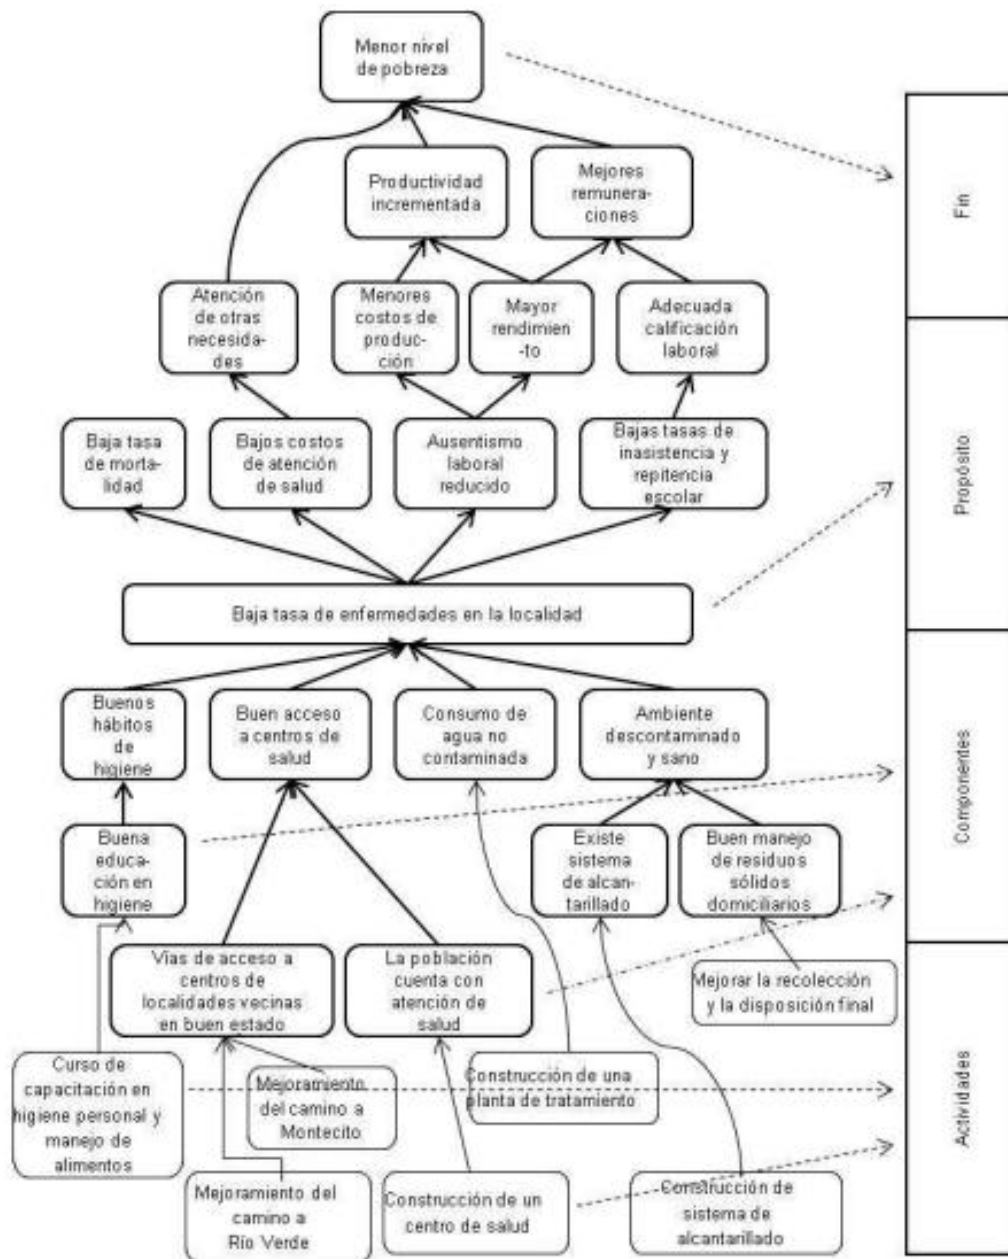 Menor nivel
de pobreza
Productividad
incrementada
Mejores
remunera-
ciones
Atención
de otras
necesida-
des
Menores
costos de
produc-
ción
Mayor
rendimien
-to
Adecuada
calificación
laboral
Baja tasa
de morta-
lidad
Bajos costos
de atención
de salud
Ausentismo
laboral
reducido
Bajas tasas de
inasistencia y
repitencia
escolar
Baja tasa de enfermedades en la localidad
Buenos
hábitos
de
higiene
Buen acceso
a centros de
salud
Consumo de
agua no
contaminada
Ambiente
descontaminado
y sano
Buena
educa-
ción en
higiene
Existe
sistema
de alcan-
tarillado
Buen manejo
de residuos
sólidos
domiciliarios
Vías de acceso a
centros de
localidades vecinas
en buen estado
La población
cuenta con
atención de
salud
Mejorar la recolección
y la disposición final
Curso de
capacitación en
higiene personal y
manejo de
alimentos
Mejoramiento
del camino a
Montecito
Construcción de una
planta de tratamiento
Mejoramiento del
camino a
Río Verde
Construcción de un
centro de salud
Construcción de
sistema de
alcantarillado
Fin
Propósito
Componentes
Actividades